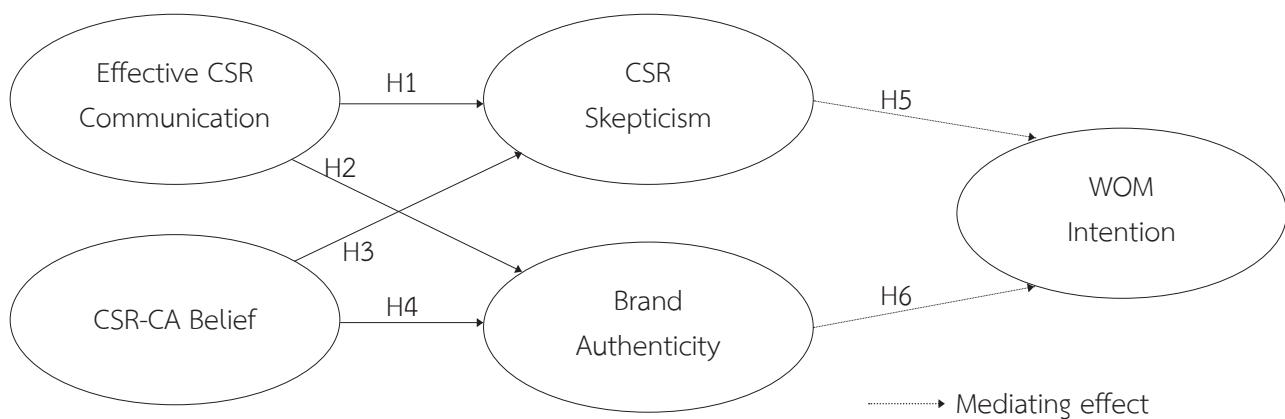 Effective CSR
Communication
H1
CSR
Skepticism
H5
H2
WOM
Intention
H3
CSR-CA Belief
H4
Brand
Authenticity
H6
Mediating effect